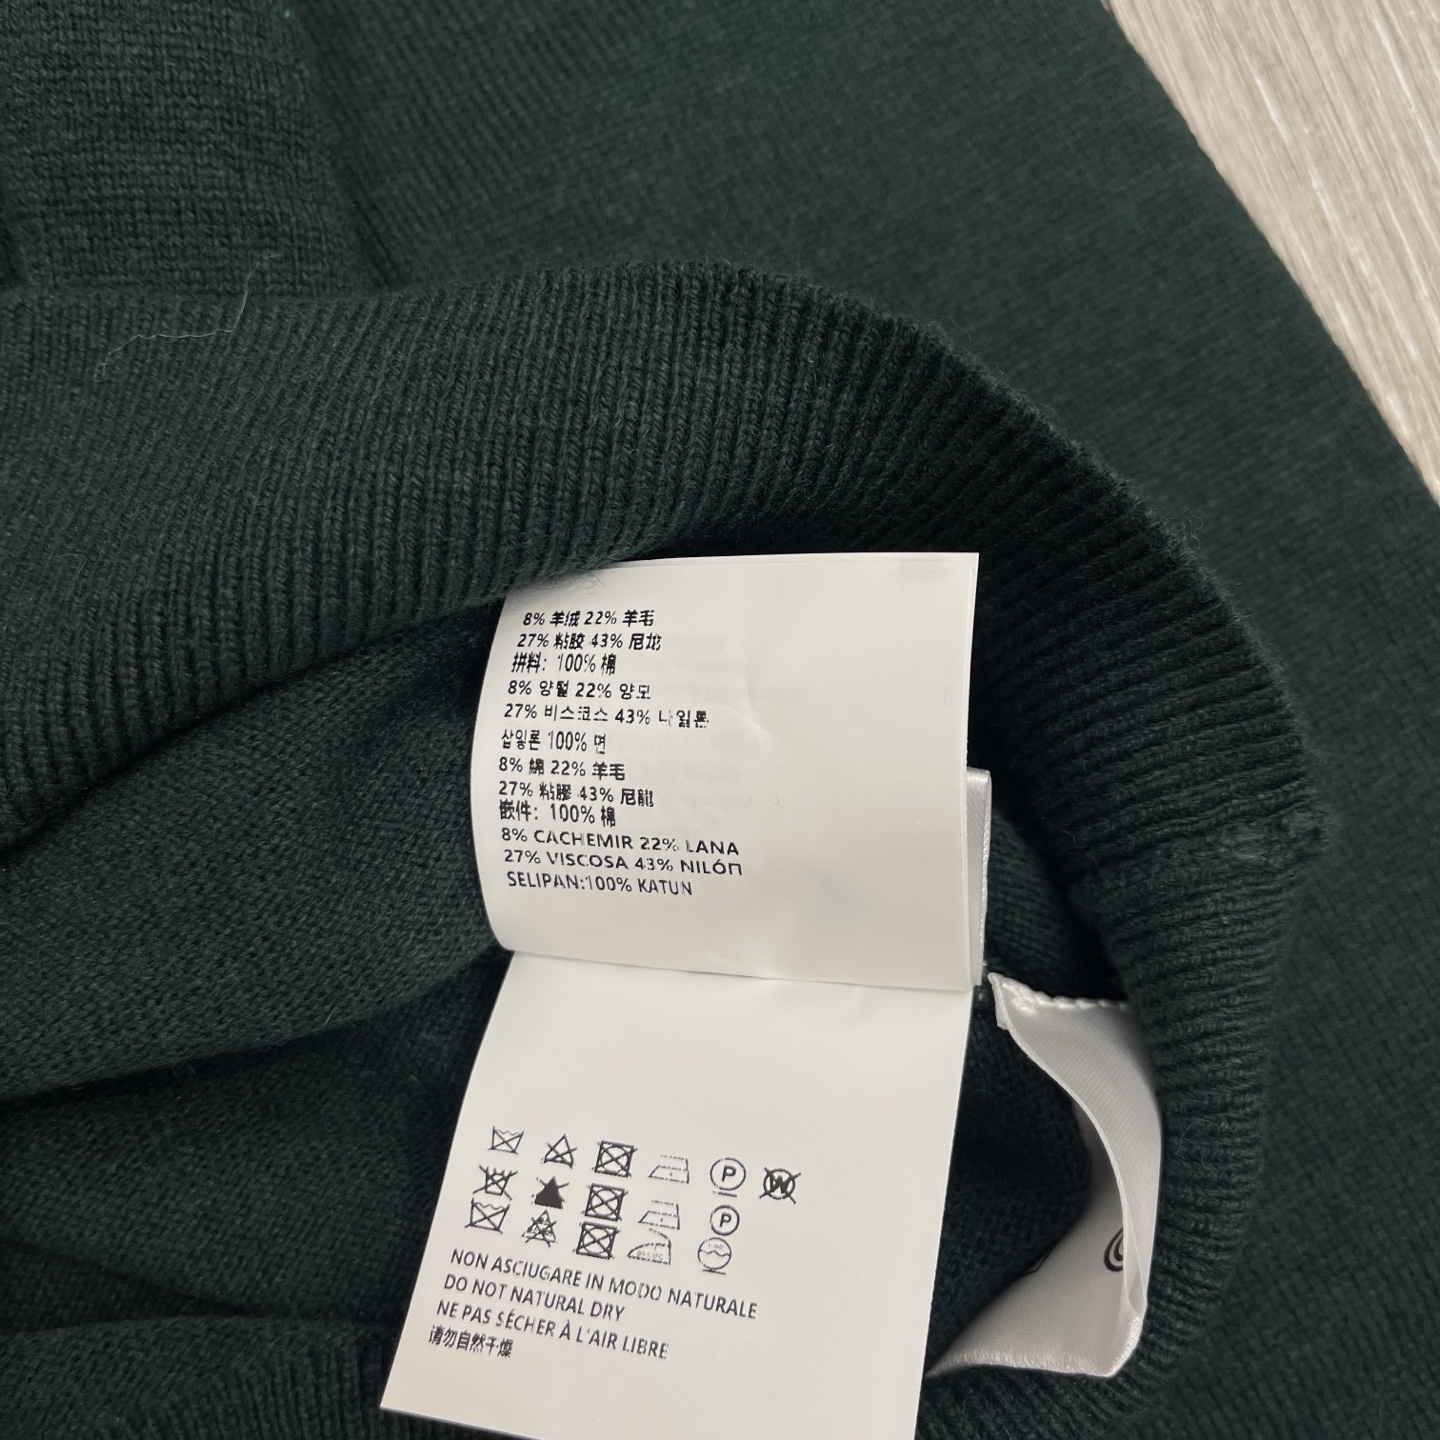 8% 羊绒 22% 羊毛
27% 粘胶 43% 尼龙
拼料: 100% 棉
8% 양털 22% 양모
27% 비스코스 43% 나일론
삽입론 100% 면
8% 綿 22% 羊毛
27% 粘膠 43% 尼龍
嵌件: 100% 棉
8% CACHEMIR 22% LANA
27% VISCOSA 43% NILÓn
SELIPAN:100% KATUN
P W
P
NON ASCIUGARE IN MODO NATURALE
DO NOT NATURAL DRY
NE PAS SÉCHER À L'AIR LIBRE
请勿自然干燥